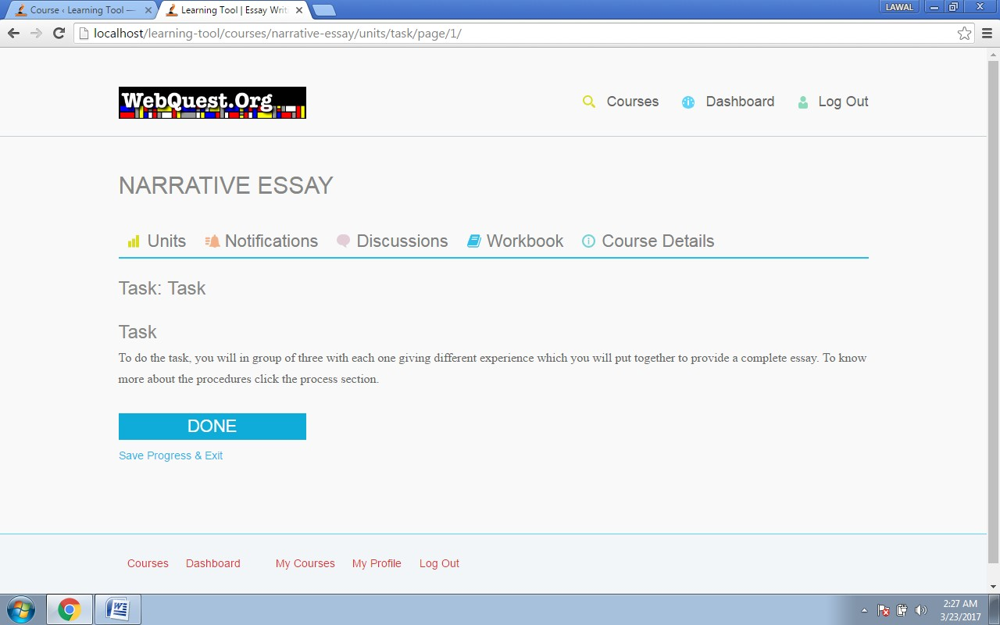 Course ‹ Learning Tool —
Learning Tool | Essay Writ
LAWAL
localhost/learning-tool/courses/narrative-essay/units/task/page/1/
WebQuest.Org
Courses
Dashboard
Log Out
NARRATIVE ESSAY
Units
Notifications
Discussions
Workbook
Course Details
Task: Task
Task
To do the task, you will in group of three with each one giving different experience which you will put together to provide a complete essay. To know
more about the procedures click the process section.
DONE
Save Progress & Exit
Courses
Dashboard
My Courses
My Profile
Log Out
2:27 AM
3/23/2017